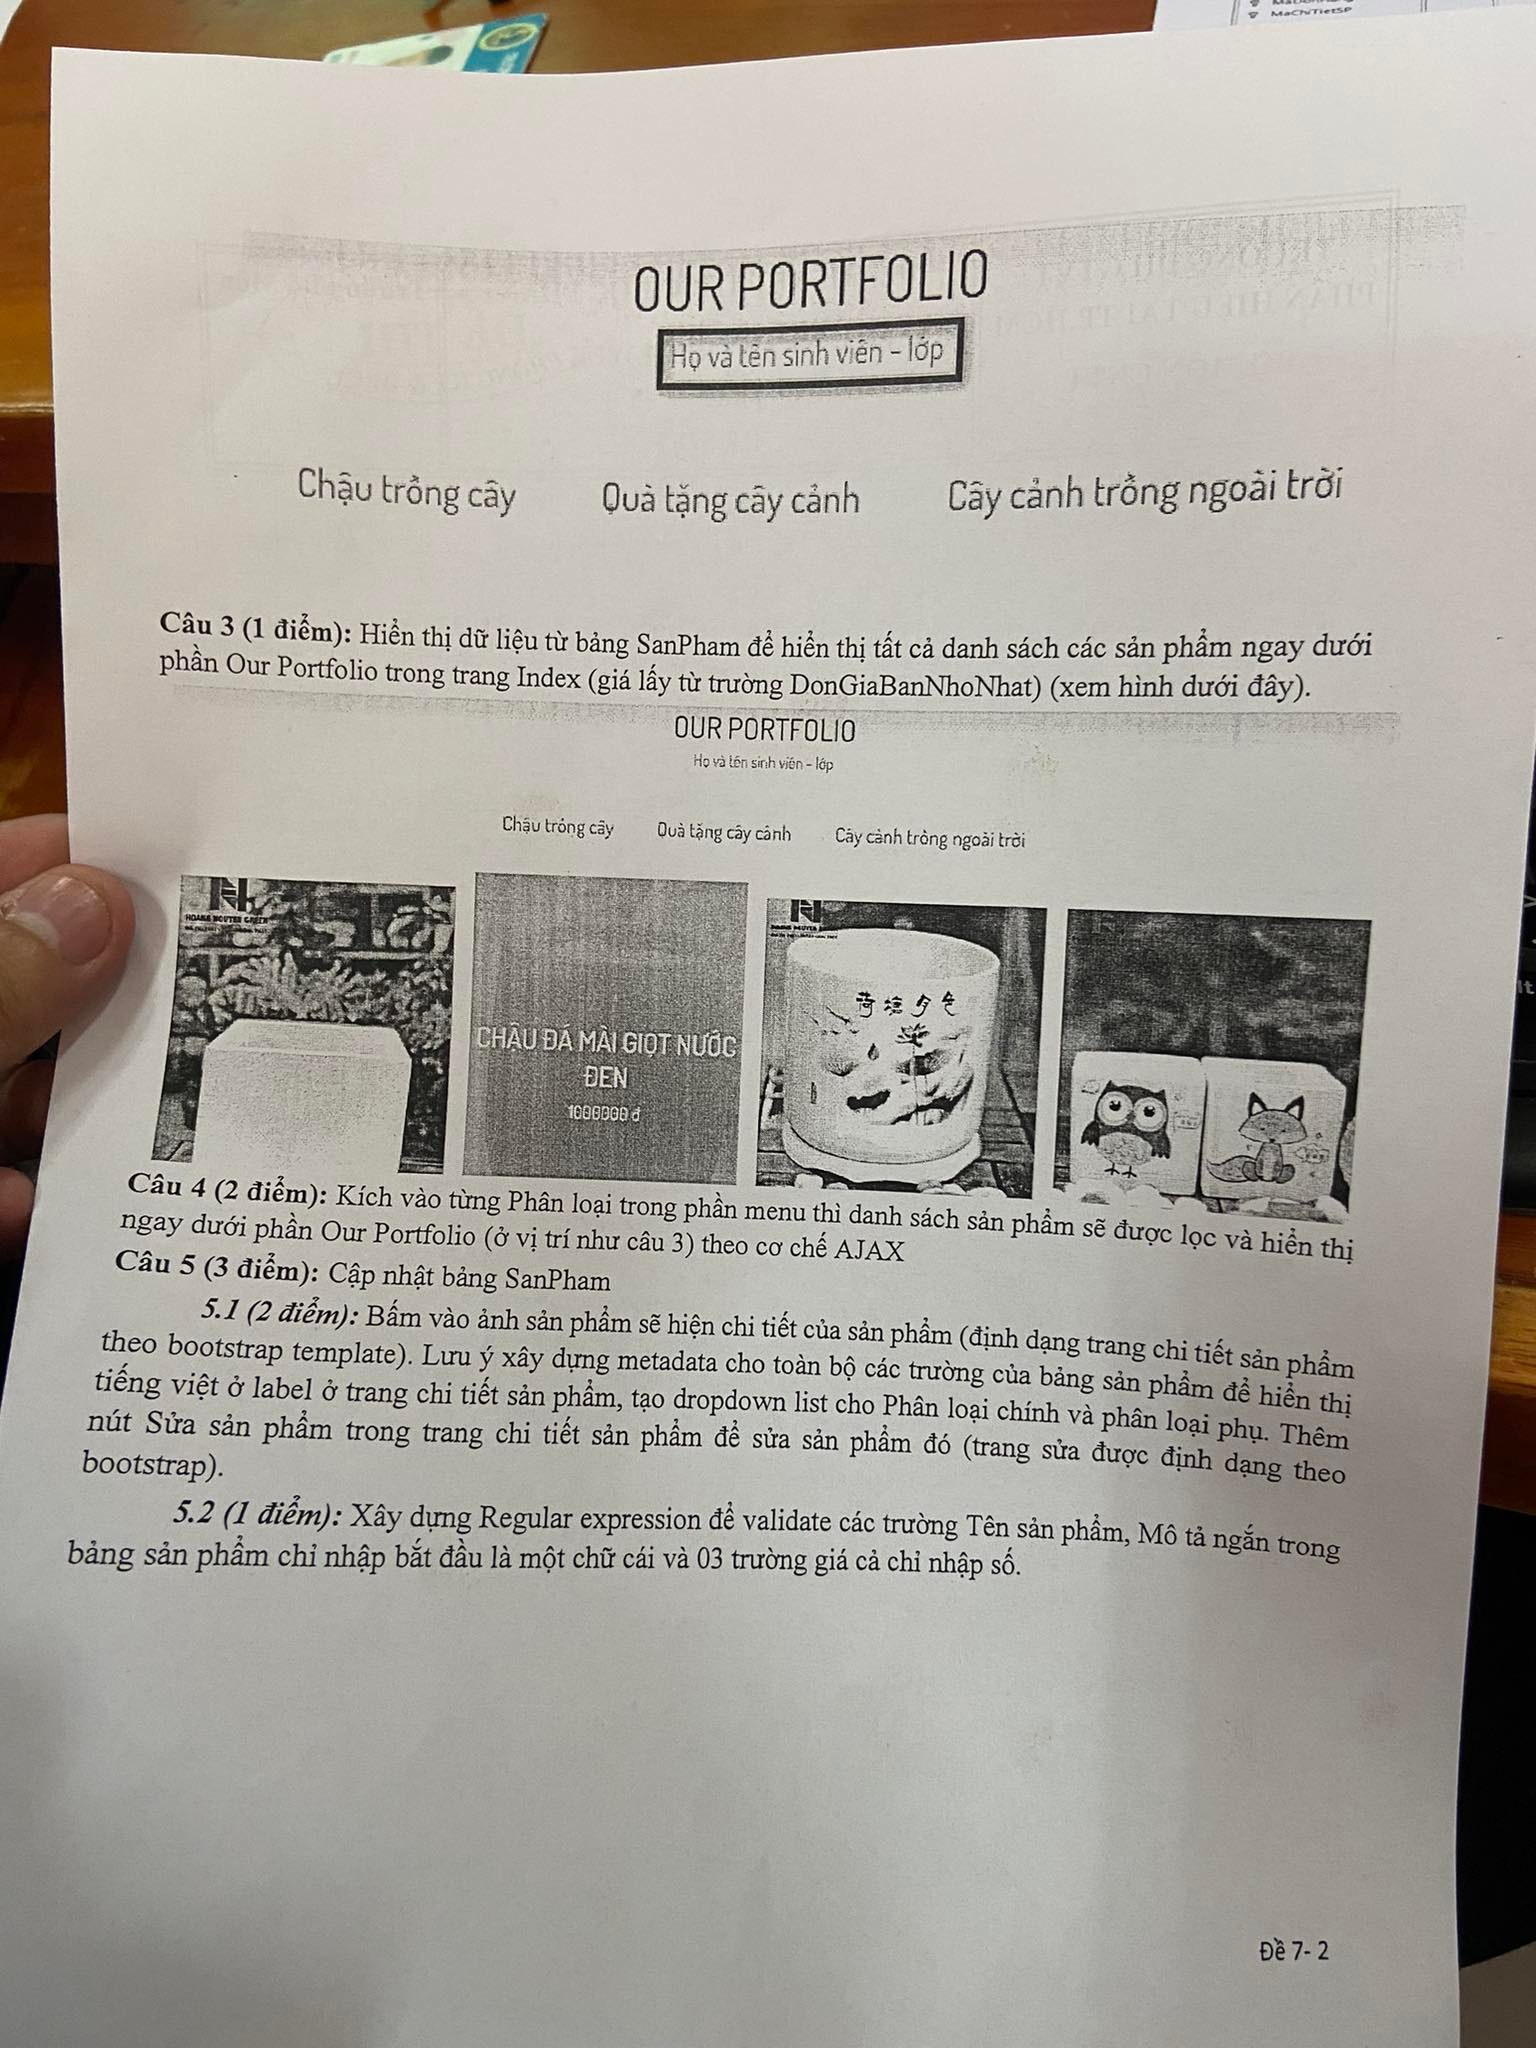 MaChiTietSP
OUR PORTFOLIO
Họ và tên sinh viên - lớp
Chậu trồng cây Quà tặng cây cảnh Cây cảnh trồng ngoài trời
Câu 3 (1 điểm): Hiển thị dữ liệu từ bảng SanPham để hiển thị tất cả danh sách các sản phẩm ngay dưới
phần Our Portfolio trong trang Index (giá lấy từ trường DonGiaBanNhoNhat) (xem hình dưới đây).
OUR PORTFOLIO
Họ và tên sinh viên - lớp
Chậu trồng cây Quà tặng cây cảnh Cây cảnh trồng ngoài trời
HOANG NGUYEN GREEN
CHẬU ĐÁ MÀI GIỌT NƯỚC
ĐEN
1000000 đ
Câu 4 (2 điểm): Kích vào từng Phân loại trong phần menu thì danh sách sản phẩm sẽ được lọc và hiển thị
ngay dưới phần Our Portfolio (ở vị trí như câu 3) theo cơ chế AJAX
Câu 5 (3 điểm): Cập nhật bảng SanPham
5.1 (2 điểm): Bấm vào ảnh sản phẩm sẽ hiện chi tiết của sản phẩm (định dạng trang chi tiết sản phẩm
theo bootstrap template). Lưu ý xây dựng metadata cho toàn bộ các trường của bảng sản phẩm để hiển thị
tiếng việt ở label ở trang chi tiết sản phẩm, tạo dropdown list cho Phân loại chính và phân loại phụ. Thêm
nút Sửa sản phẩm trong trang chi tiết sản phẩm để sửa sản phẩm đó (trang sửa được định dạng theo
bootstrap).
5.2 (1 điểm): Xây dựng Regular expression để validate các trường Tên sản phẩm, Mô tả ngắn trong
bảng sản phẩm chỉ nhập bắt đầu là một chữ cái và 03 trường giá cả chỉ nhập số.
Đề 7- 2